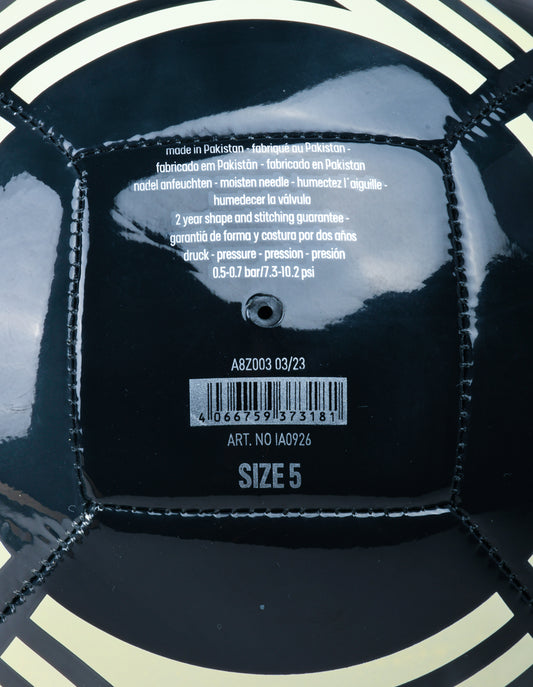 made in Pakistan - fabriqué au Pakistan -
fabricado em Pakistán - fabricado en Pakistan
nadel anfeuchten - moisten needle - humectez l´aiguille -
humedecer la válvula
2 year shape and stitching guarantee -
garantiá de forma y costura por dos años
druck - pressure - pression - presión
0.5-0.7 bar/7.3-10.2 psi
A8Z003 03/23
4 066759 373181
ART. NO IA0926
SIZE 5